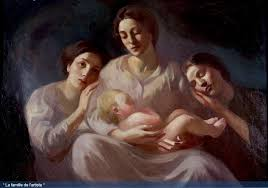 " La famille de l'artiste "